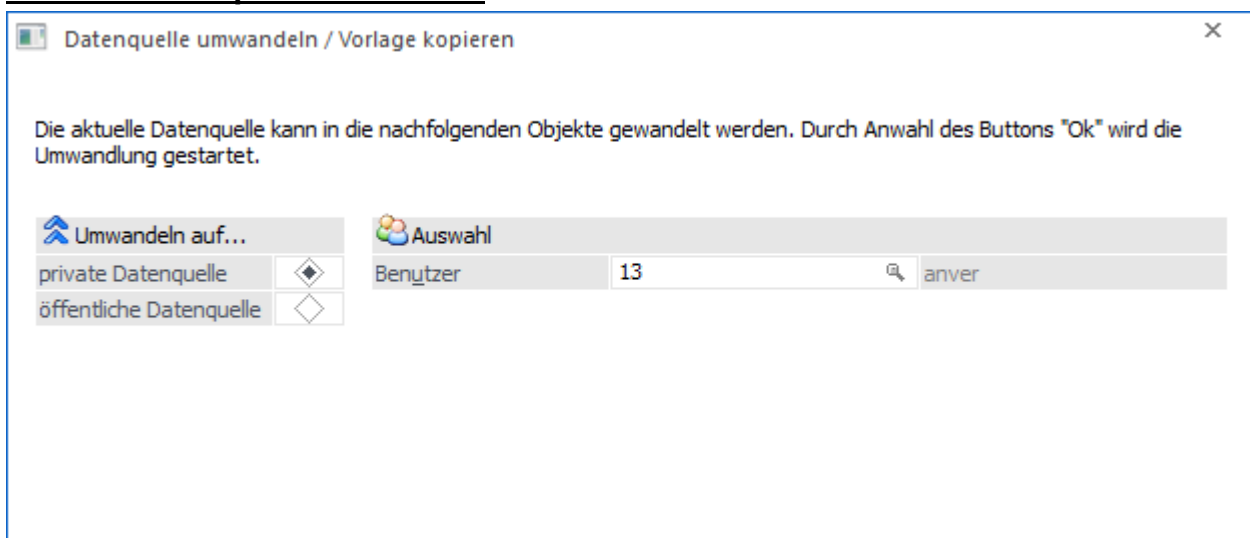 Datenquelle umwandeln / Vorlage kopieren
Die aktuelle Datenquelle kann in die nachfolgenden Objekte gewandelt werden. Durch Anwahl des Buttons "Ok" wird die
Umwandlung gestartet.
Umwandeln auf... Auswahl
private Datenquelle Benutzer 13 anver
öffentliche Datenquelle